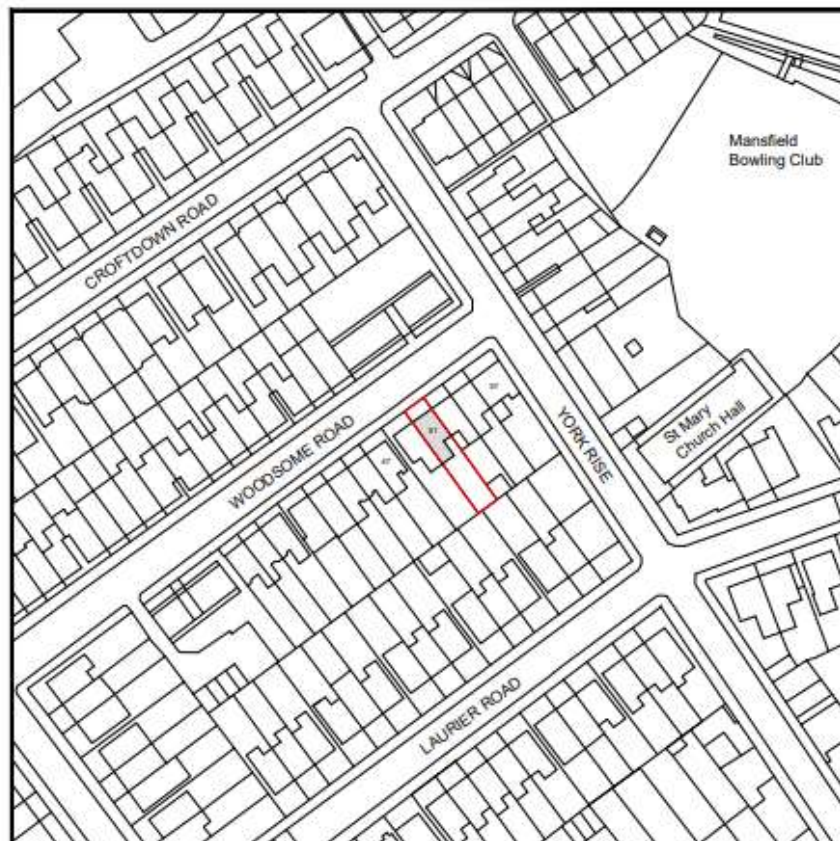 Mansfield
Bowling Club
CROFTDOWN ROAD
WOODSOME ROAD
YORK RISE
St Mary
Church Hall
LAURIER ROAD